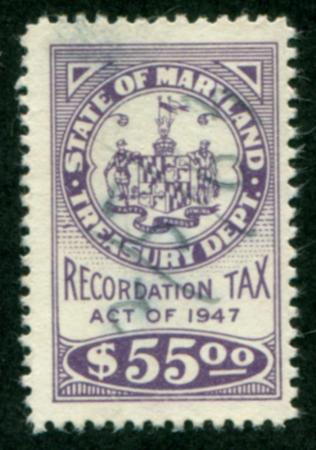 STATE OF MARYLAND
TREASURY DEPT.
RECORDATION TAX
ACT OF 1947
$55.00